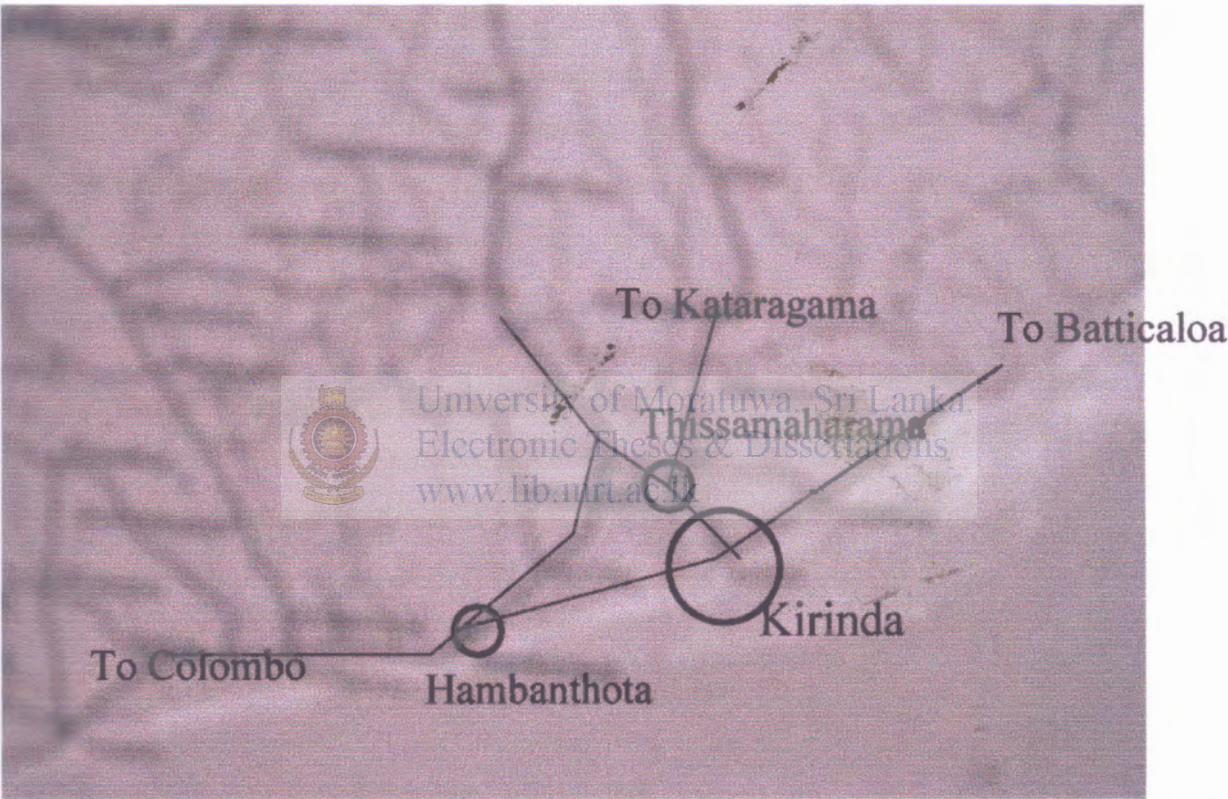 To Kataragama
To Batticaloa
University of Moratuwa, Sri Lanka.
Thissamaharama
Electronic Theses & Dissertations
www.lib.mrt.ac.lk
Kirinda
To Colombo
Hambanthota